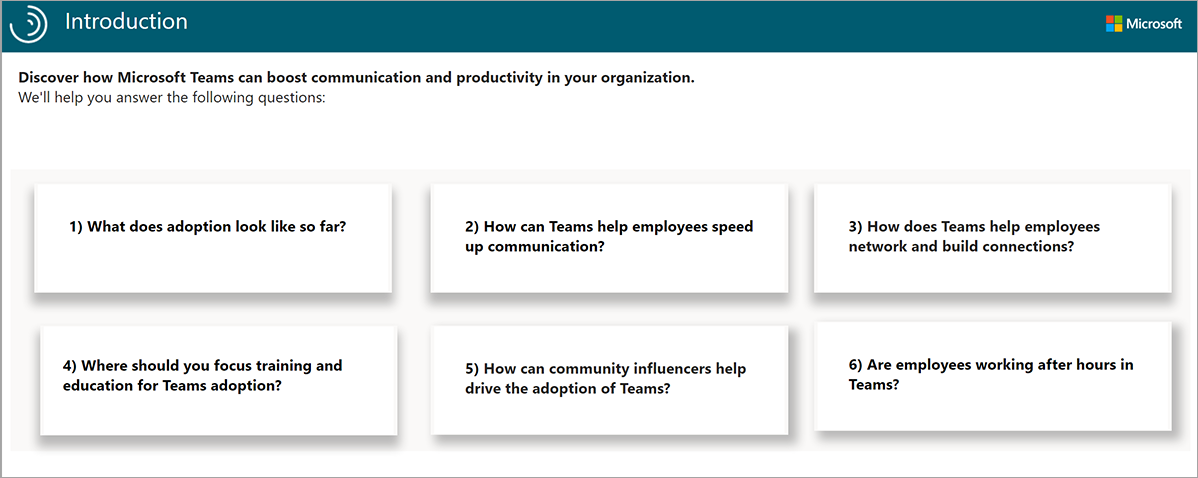 Introduction
Microsoft
Discover how Microsoft Teams can boost communication and productivity in your organization.
We'll help you answer the following questions:
1) What does adoption look like so far?
2) How can Teams help employees speed
up communication?
3) How does Teams help employees
network and build connections?
4) Where should you focus training and
education for Teams adoption?
5) How can community influencers help
drive the adoption of Teams?
6) Are employees working after hours in
Teams?